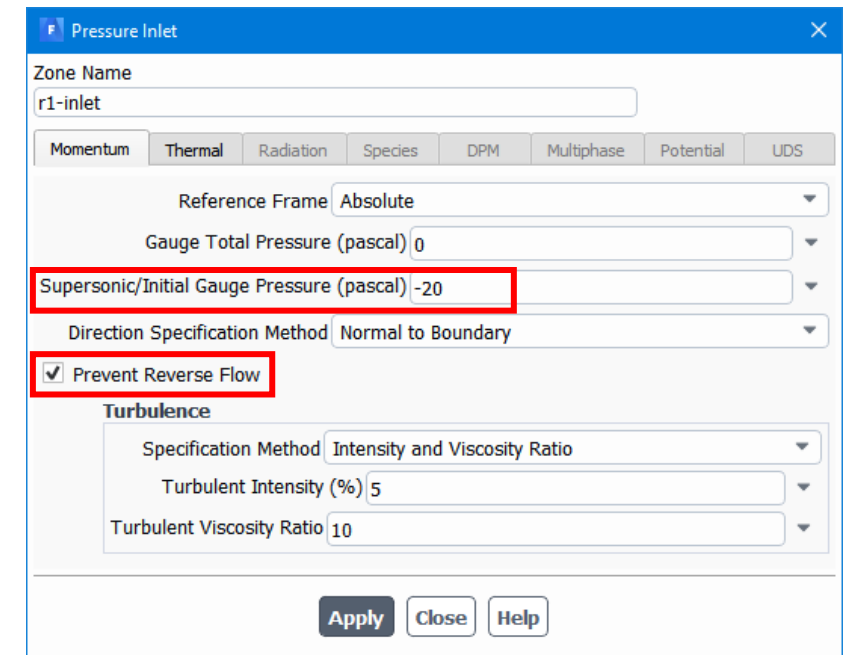 F Pressure Inlet
Zone Name
r1-inlet
Momentum Thermal Radiation Species DPM Multiphase Potential UDS
Reference Frame Absolute
Gauge Total Pressure (pascal) 0
Supersonic/Initial Gauge Pressure (pascal) -20
Direction Specification Method Normal to Boundary
Prevent Reverse Flow
Turbulence
Specification Method Intensity and Viscosity Ratio
Turbulent Intensity (%) 5
Turbulent Viscosity Ratio 10
Apply Close Help